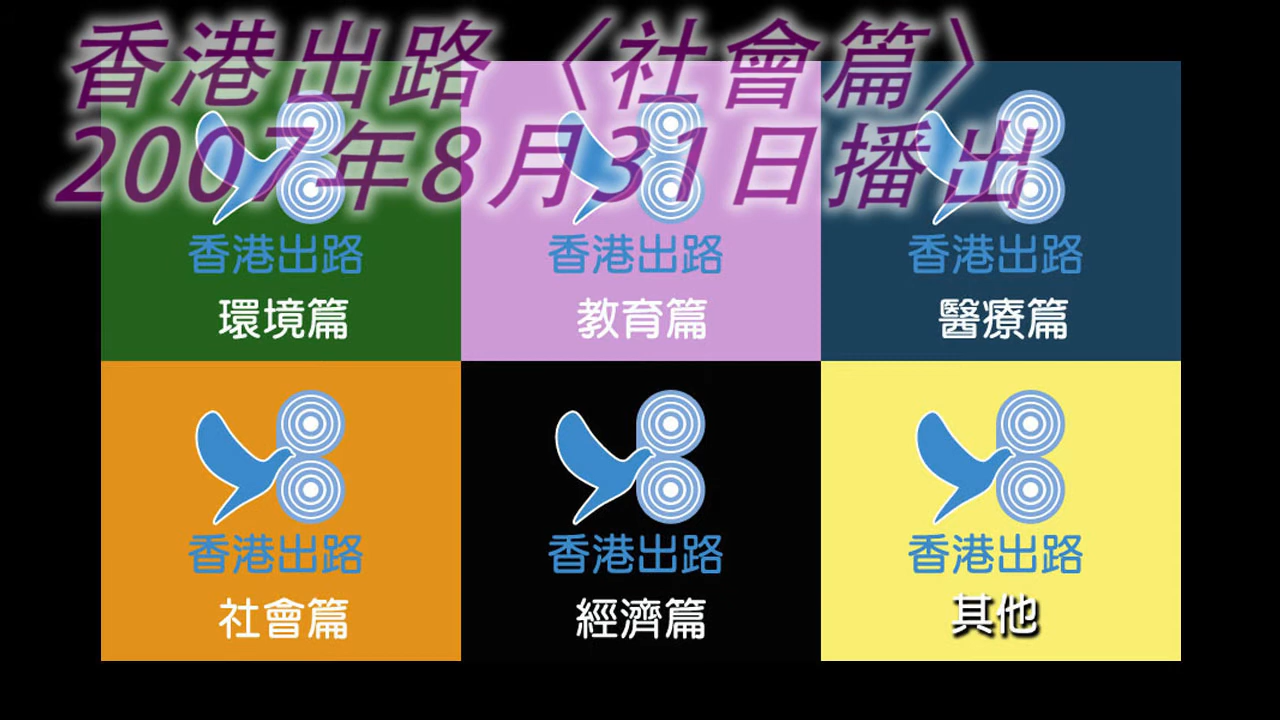 香港出路〈社會篇〉
2007年8月31日播出
香港出路
環境篇
香港出路
教育篇
香港出路
醫療篇
香港出路
社會篇
香港出路
經濟篇
香港出路
其他